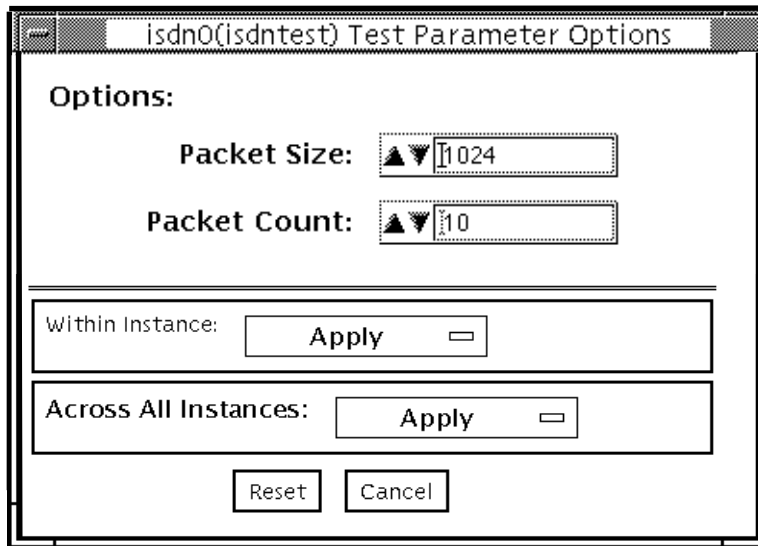 isdn0(isdntest) Test Parameter Options
Options:
Packet Size: 1024
Packet Count: 10
Within Instance: Apply
Across All Instances: Apply
Reset Cancel